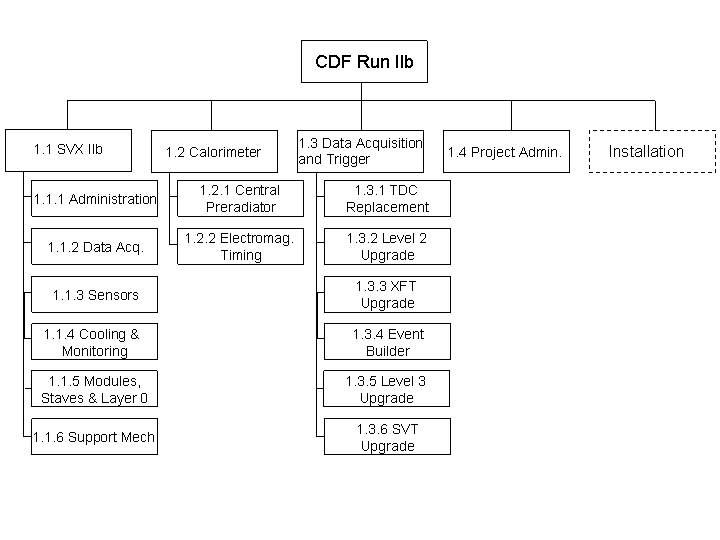 CDF Run IIb
1.1 SVX IIb
1.2 Calorimeter
1.3 Data Acquisition
and Trigger
1.4 Project Admin.
Installation
1.1.1 Administration
1.1.2 Data Acq.
1.1.3 Sensors
1.1.4 Cooling &
Monitoring
1.1.5 Modules,
Staves & Layer 0
1.1.6 Support Mech
1.2.1 Central
Preradiator
1.2.2 Electromag.
Timing
1.3.1 TDC
Replacement
1.3.2 Level 2
Upgrade
1.3.3 XFT
Upgrade
1.3.4 Event
Builder
1.3.5 Level 3
Upgrade
1.3.6 SVT
Upgrade